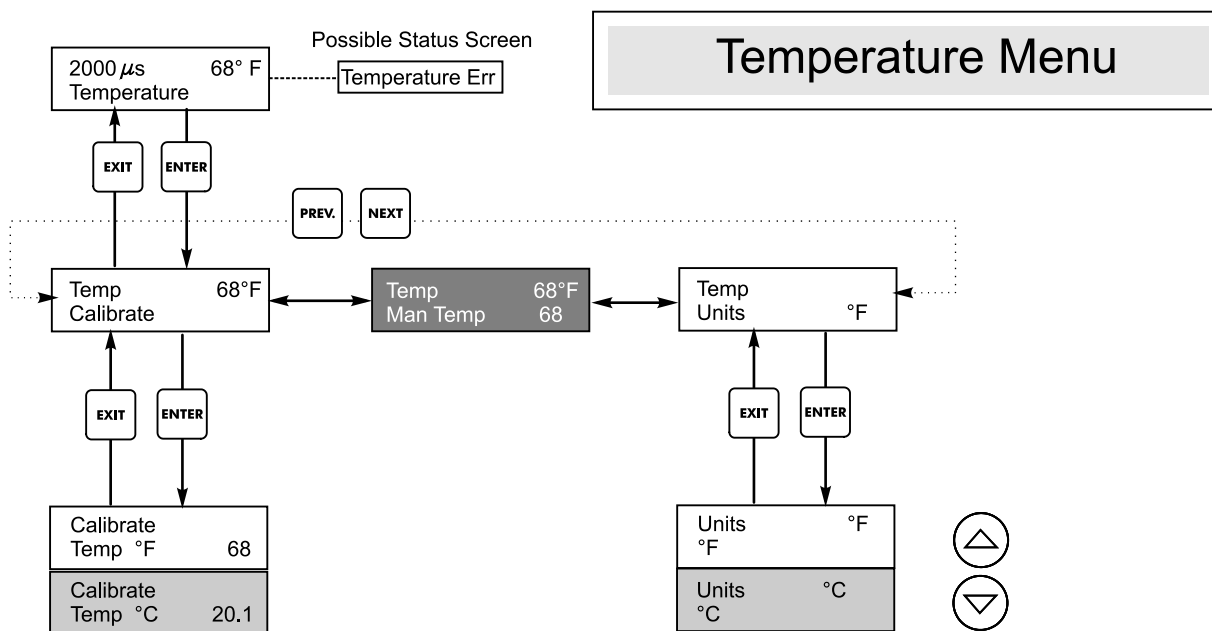 Temperature Menu
Possible Status Screen
2000 μs 68° F
Temperature
Temperature Err
EXIT
ENTER
PREV.
NEXT
Temp 68°F
Calibrate
Temp 68°F
Man Temp 68
Temp
Units °F
EXIT
ENTER
EXIT
ENTER
Calibrate
Temp °F 68
Calibrate
Temp °C 20.1
Units °F
°F
Units °C
°C